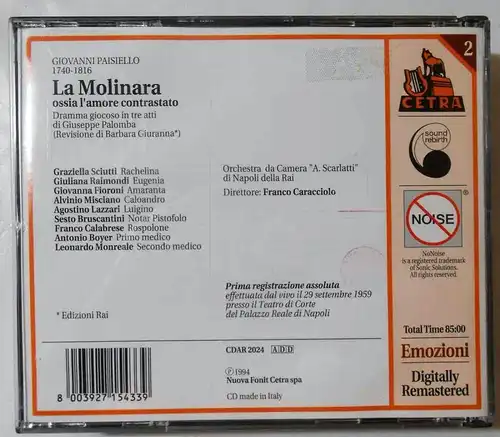 GIOVANNI PAISIELLO
1740-1816
La Molinara
ossia l'amore contrastato
Dramma giocoso in tre atti
di Giuseppe Palomba
(Revisione di Barbara Giuranna*)
Graziella Sciutti Rachelina
Giuliana Raimondi Eugenia
Giovanna Fioroni Amaranta
Alvinio Misciano Caloandro
Agostino Lazzari Luigino
Sesto Bruscantini Notar Pistofolo
Franco Calabrese Rospolone
Antonio Boyer Primo medico
Leonardo Monreale Secondo medico
* Edizioni Rai
Orchestra da Camera "A. Scarlatti"
di Napoli della Rai
Direttore: Franco Caracciolo
Prima registrazione assoluta
effettuata dal vivo il 29 settembre 1959
presso il Teatro di Corte
del Palazzo Reale di Napoli
8 003927 154339
CDAR 2024 ADD
℗ 1994
Nuova Fonit Cetra spa
CD made in Italy
2
CETRA
sound
rebirth
NOISE
®
NoNoise
is a registered trademark
of Sonic Solutions.
All rights reserved.
Total Time 85:00
Emozioni
Digitally
Remastered